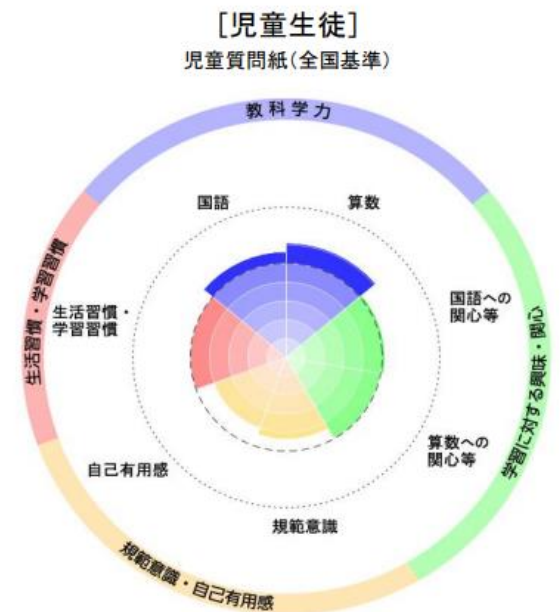 [児童生徒]
児童質問紙(全国基準)
教科学力
国語
算数
生活習慣・学習習慣
生活習慣・
学習習慣
国語への
関心等
学習に対する興味・関心
算数への
関心等
自己有用感
規範意識
規範意識・自己有用感